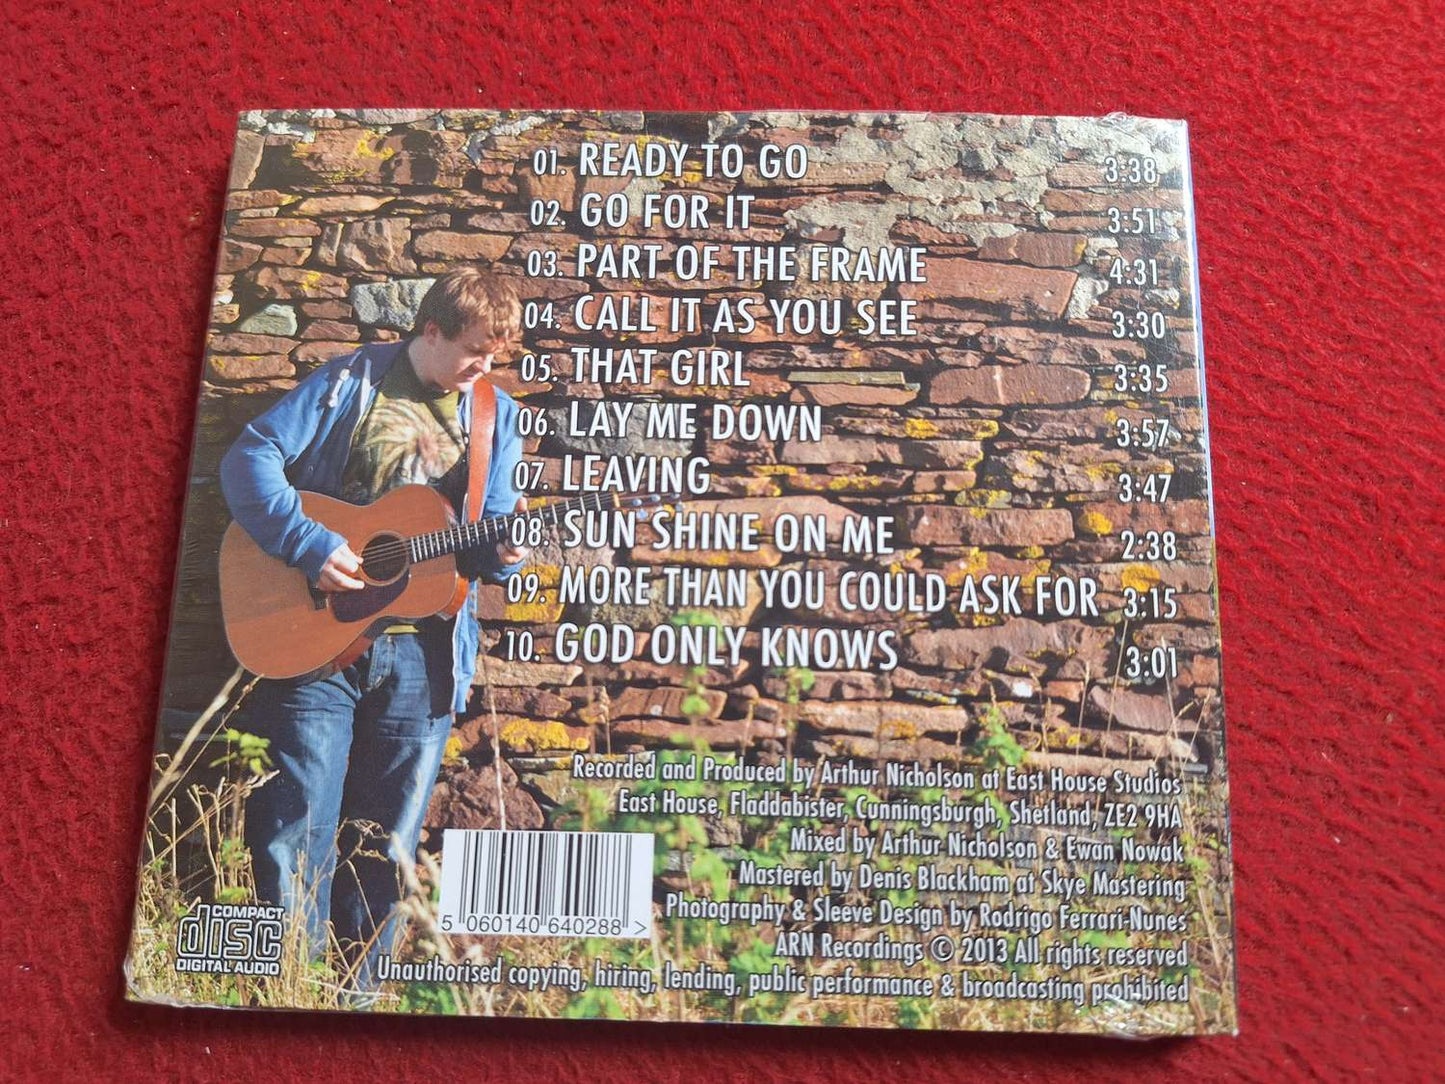 01. READY TO GO 3:38
02. GO FOR IT 3:51
03. PART OF THE FRAME 4:31
04. CALL IT AS YOU SEE 3:30
05. THAT GIRL 3:35
06. LAY ME DOWN 3:57
07. LEAVING 3:47
08. SUN SHINE ON ME 2:38
09. MORE THAN YOU COULD ASK FOR 3:15
10. GOD ONLY KNOWS 3:01
Recorded and Produced by Arthur Nicholson at East House Studios
East House, Fladdabister, Cunningsburgh, Shetland, ZE2 9HA
Mixed by Arthur Nicholson & Ewan Nowak
Mastered by Denis Blackham at Skye Mastering
Photography & Sleeve Design by Rodrigo Ferrari-Nunes
ARN Recordings © 2013 All rights reserved
Unauthorised copying, hiring, lending, public performance & broadcasting prohibited
5 060140 640288 >
COMPACT
disc
DIGITAL AUDIO